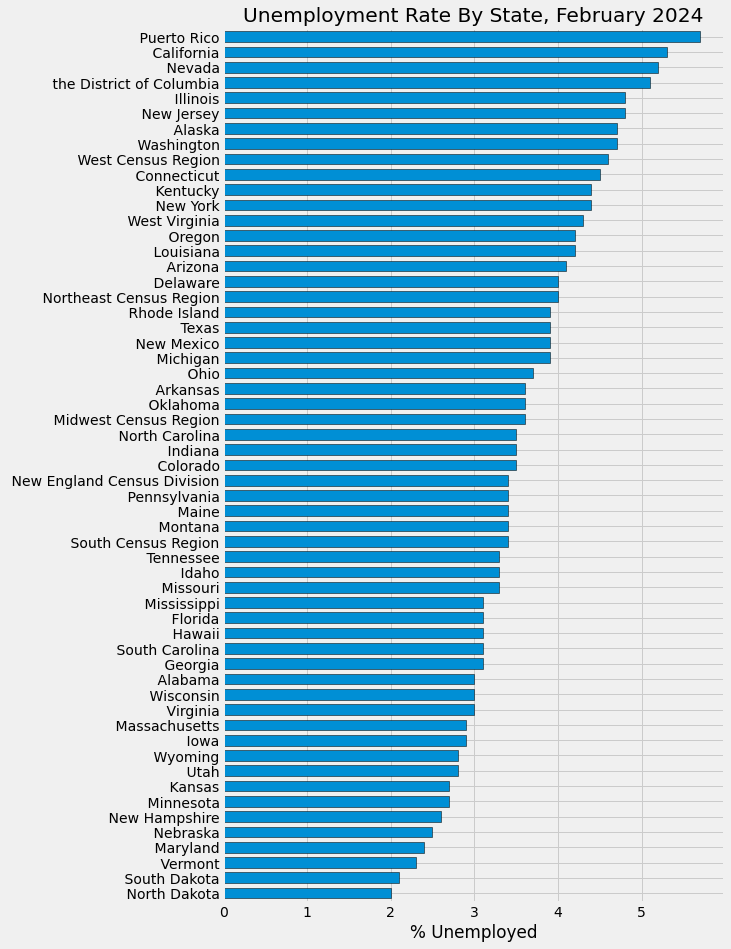 Unemployment Rate By State, February 2024
Puerto Rico
California
Nevada
the District of Columbia
Illinois
New Jersey
Alaska
Washington
West Census Region
Connecticut
Kentucky
New York
West Virginia
Oregon
Louisiana
Arizona
Delaware
Northeast Census Region
Rhode Island
Texas
New Mexico
Michigan
Ohio
Arkansas
Oklahoma
Midwest Census Region
North Carolina
Indiana
Colorado
New England Census Division
Pennsylvania
Maine
Montana
South Census Region
Tennessee
Idaho
Missouri
Mississippi
Florida
Hawaii
South Carolina
Georgia
Alabama
Wisconsin
Virginia
Massachusetts
Iowa
Wyoming
Utah
Kansas
Minnesota
New Hampshire
Nebraska
Maryland
Vermont
South Dakota
North Dakota
0 1 2 3 4 5
% Unemployed